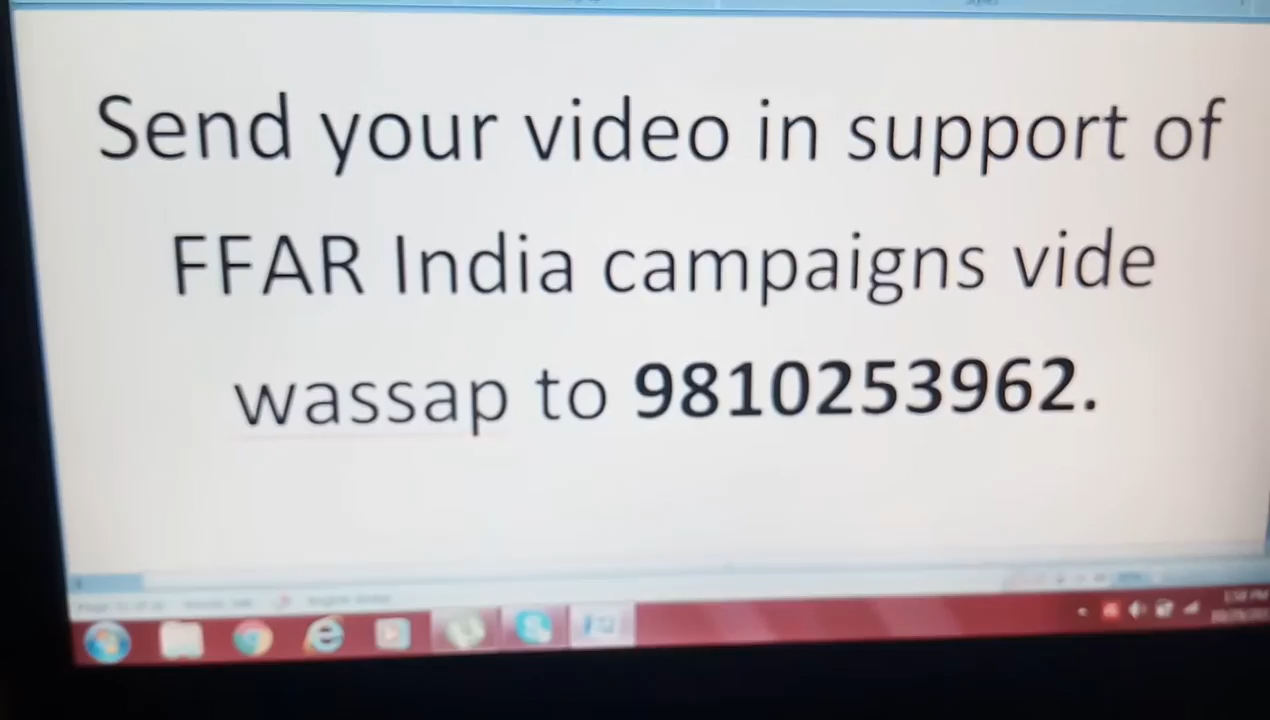 Send your video in support of
FFAR India campaigns vide
wassap to 9810253962.